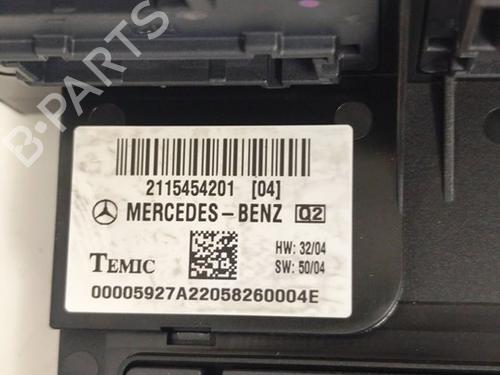 B-PARTS
2115454201 [04]
MERCEDES-BENZ Q2
HW: 32/04
TEMIC
SW: 50/04
00005927A22058260004E